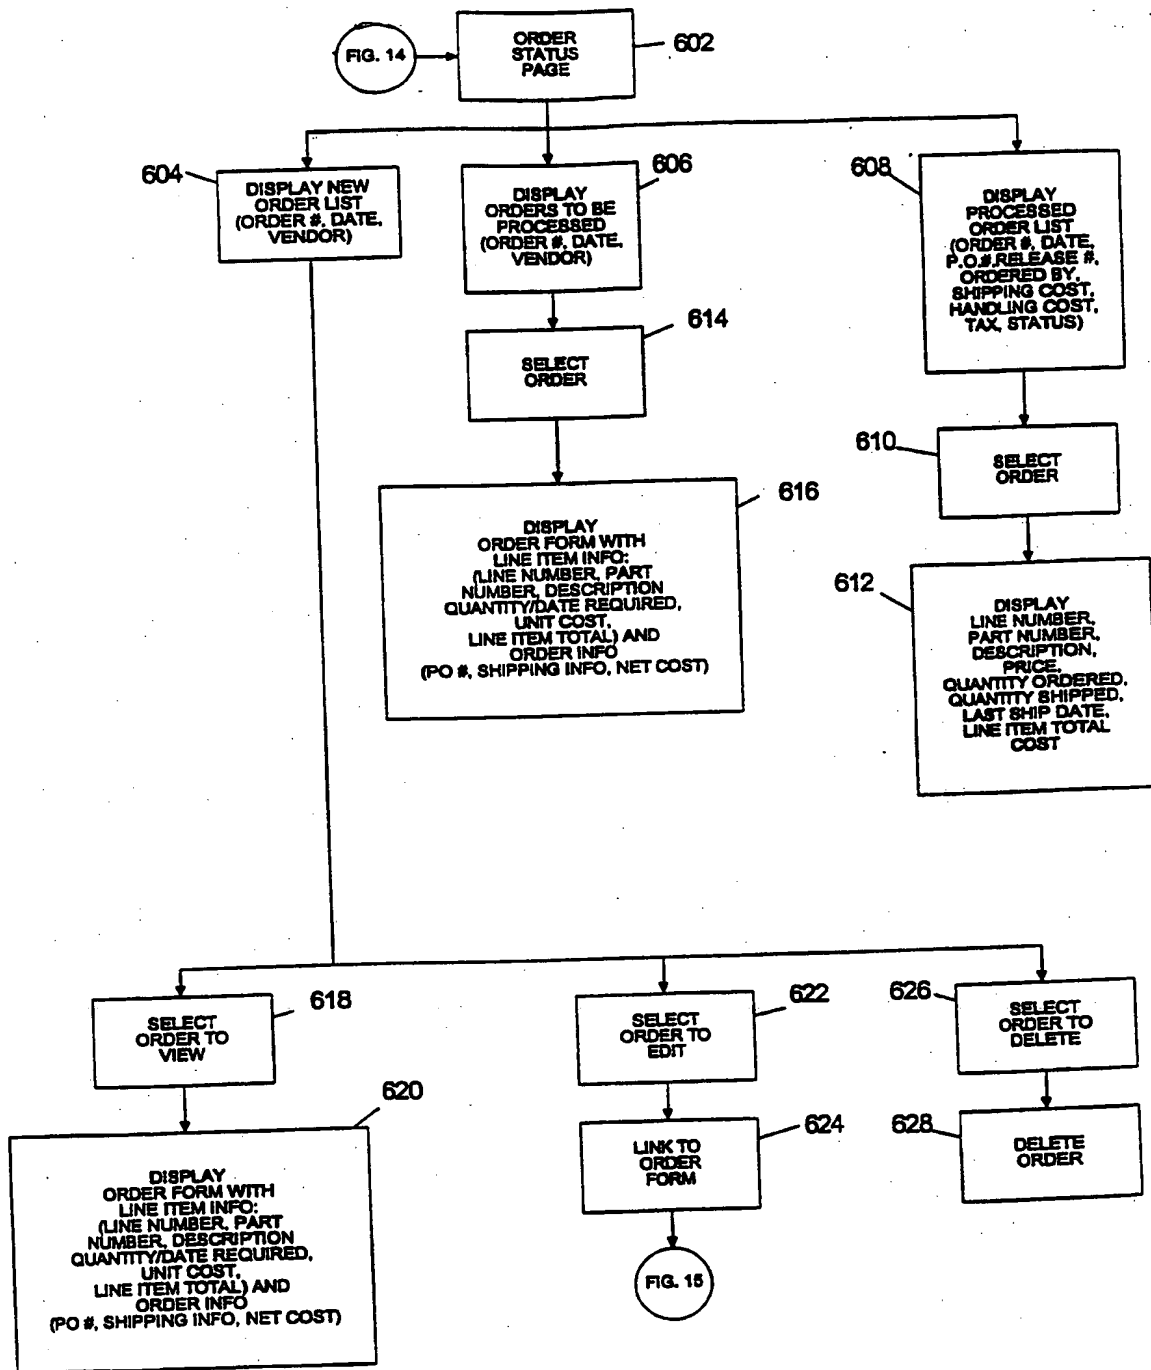 FIG. 14
ORDER
STATUS
PAGE
602
604
DISPLAY NEW
ORDER LIST
(ORDER #, DATE,
VENDOR)
606
DISPLAY
ORDERS TO BE
PROCESSED
(ORDER #, DATE,
VENDOR)
608
DISPLAY
PROCESSED
ORDER LIST
(ORDER #, DATE,
P.O.#,RELEASE #,
ORDERED BY,
SHIPPING COST,
HANDLING COST,
TAX, STATUS)
614
SELECT
ORDER
610
SELECT
ORDER
616
DISPLAY
ORDER FORM WITH
LINE ITEM INFO:
(LINE NUMBER, PART
NUMBER, DESCRIPTION
QUANTITY/DATE REQUIRED,
UNIT COST,
LINE ITEM TOTAL) AND
ORDER INFO
(PO #, SHIPPING INFO, NET COST)
612
DISPLAY
LINE NUMBER,
PART NUMBER,
DESCRIPTION,
PRICE,
QUANTITY ORDERED,
QUANTITY SHIPPED,
LAST SHIP DATE,
LINE ITEM TOTAL
COST
618
SELECT
ORDER TO
VIEW
622
SELECT
ORDER TO
EDIT
626
SELECT
ORDER TO
DELETE
620
DISPLAY
ORDER FORM WITH
LINE ITEM INFO:
(LINE NUMBER, PART
NUMBER, DESCRIPTION
QUANTITY/DATE REQUIRED,
UNIT COST,
LINE ITEM TOTAL) AND
ORDER INFO
(PO #, SHIPPING INFO, NET COST)
624
LINK TO
ORDER
FORM
628
DELETE
ORDER
FIG. 15